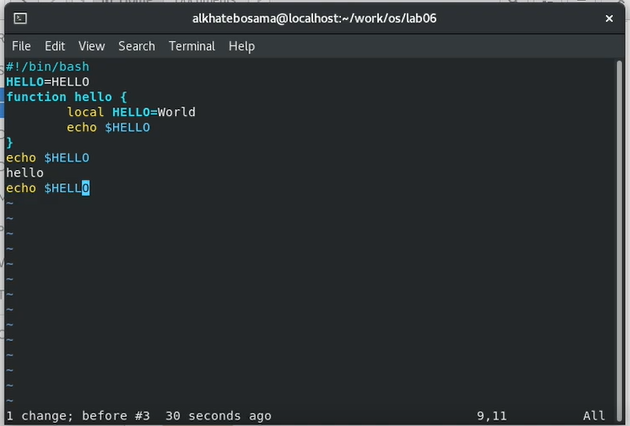 alkhatebosama@localhost:~/work/os/lab06
File Edit View Search Terminal Help
#!/bin/bash
HELLO=HELLO
function hello {
        local HELLO=World
        echo $HELLO
}
echo $HELLO
hello
echo $HELLO
~
~
~
~
~
~
~
~
~
~
~
~
~
~
1 change; before #3  30 seconds ago 9,11 All